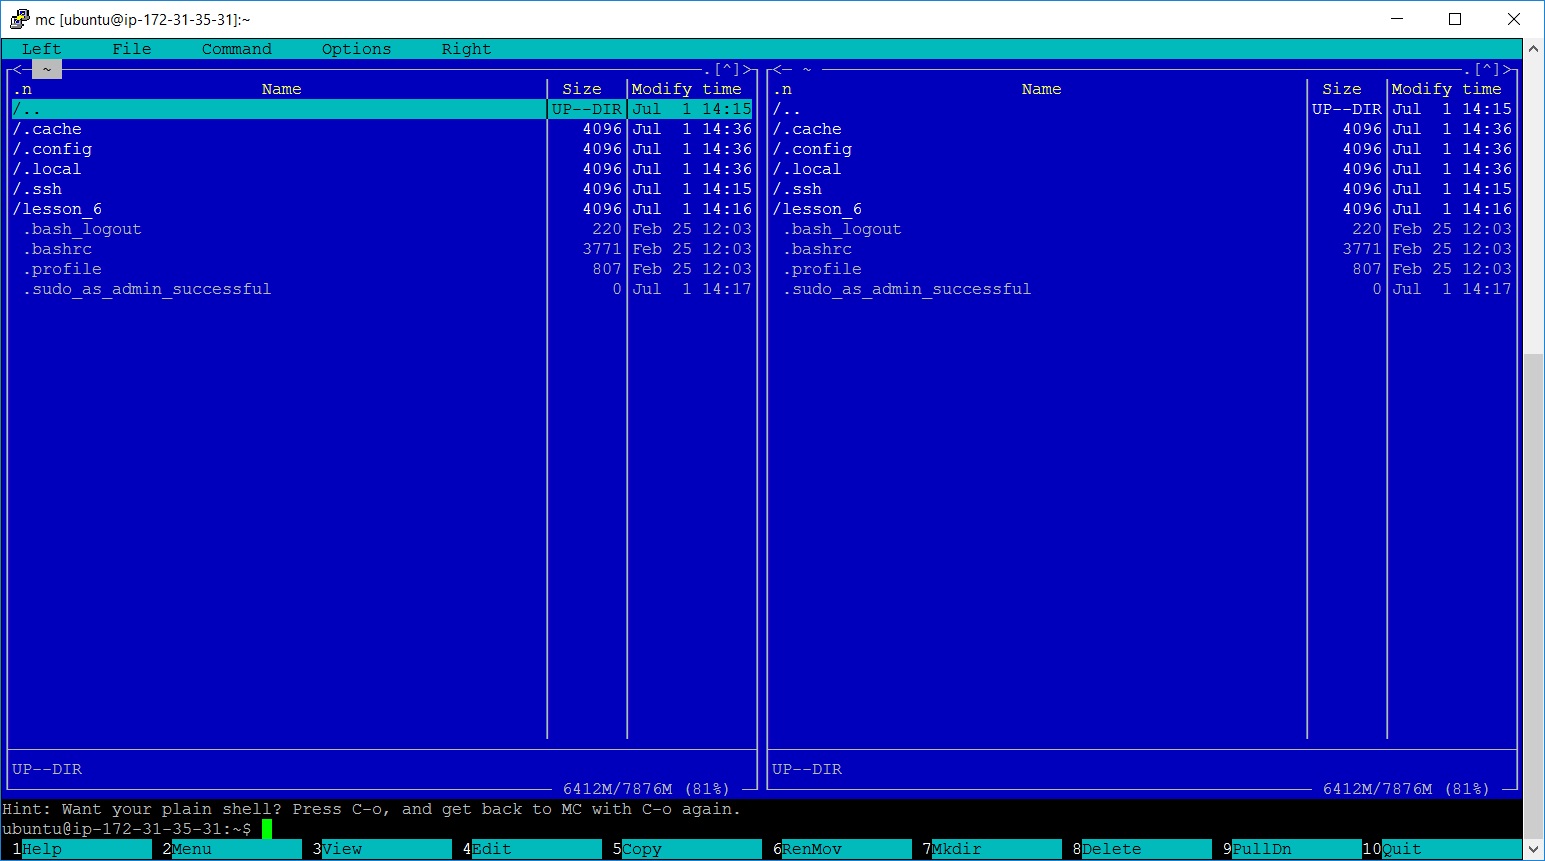 mc [ubuntu@ip-172-31-35-31]:~
Left File Command Options Right
<─ ~ .[^]> <─ ~ .[^]>
.n Name Size Modify time .n Name Size Modify time
/.. UP--DIR Jul 1 14:15 /.. UP--DIR Jul 1 14:15
/.cache 4096 Jul 1 14:36 /.cache 4096 Jul 1 14:36
/.config 4096 Jul 1 14:36 /.config 4096 Jul 1 14:36
/.local 4096 Jul 1 14:36 /.local 4096 Jul 1 14:36
/.ssh 4096 Jul 1 14:15 /.ssh 4096 Jul 1 14:15
/lesson_6 4096 Jul 1 14:16 /lesson_6 4096 Jul 1 14:16
.bash_logout 220 Feb 25 12:03 .bash_logout 220 Feb 25 12:03
.bashrc 3771 Feb 25 12:03 .bashrc 3771 Feb 25 12:03
.profile 807 Feb 25 12:03 .profile 807 Feb 25 12:03
.sudo_as_admin_successful 0 Jul 1 14:17 .sudo_as_admin_successful 0 Jul 1 14:17
UP--DIR UP--DIR
6412M/7876M (81%) 6412M/7876M (81%)
Hint: Want your plain shell? Press C-o, and get back to MC with C-o again.
ubuntu@ip-172-31-35-31:~$
1Help 2Menu 3View 4Edit 5Copy 6RenMov 7Mkdir 8Delete 9PullDn 10Quit